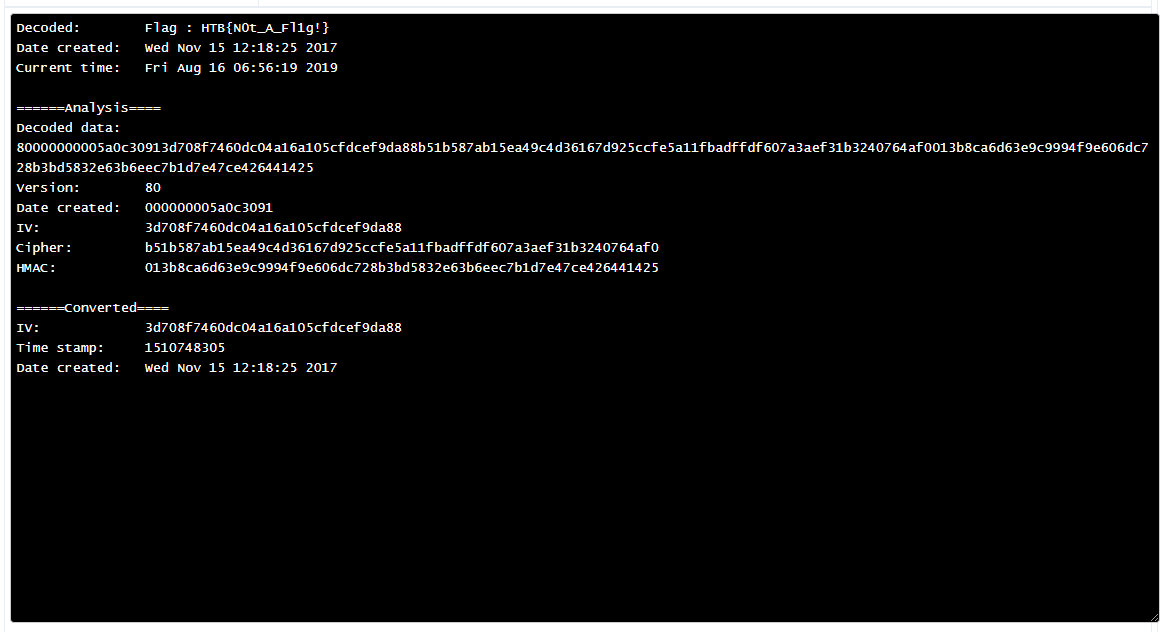 Decoded: Flag : HTB{N0t_A_Fl1g!}
Date created: Wed Nov 15 12:18:25 2017
Current time: Fri Aug 16 06:56:19 2019
======Analysis====
Decoded data:
80000000005a0c30913d708f7460dc04a16a105cfdcef9da88b51b587ab15ea49c4d36167d925ccfe5a11fbadffdf607a3aef31b3240764af0013b8ca6d63e9c9994f9e606dc7
28b3bd5832e63b6eec7b1d7e47ce426441425
Version: 80
Date created: 000000005a0c3091
IV: 3d708f7460dc04a16a105cfdcef9da88
Cipher: b51b587ab15ea49c4d36167d925ccfe5a11fbadffdf607a3aef31b3240764af0
HMAC: 013b8ca6d63e9c9994f9e606dc728b3bd5832e63b6eec7b1d7e47ce426441425
======Converted====
IV: 3d708f7460dc04a16a105cfdcef9da88
Time stamp: 1510748305
Date created: Wed Nov 15 12:18:25 2017